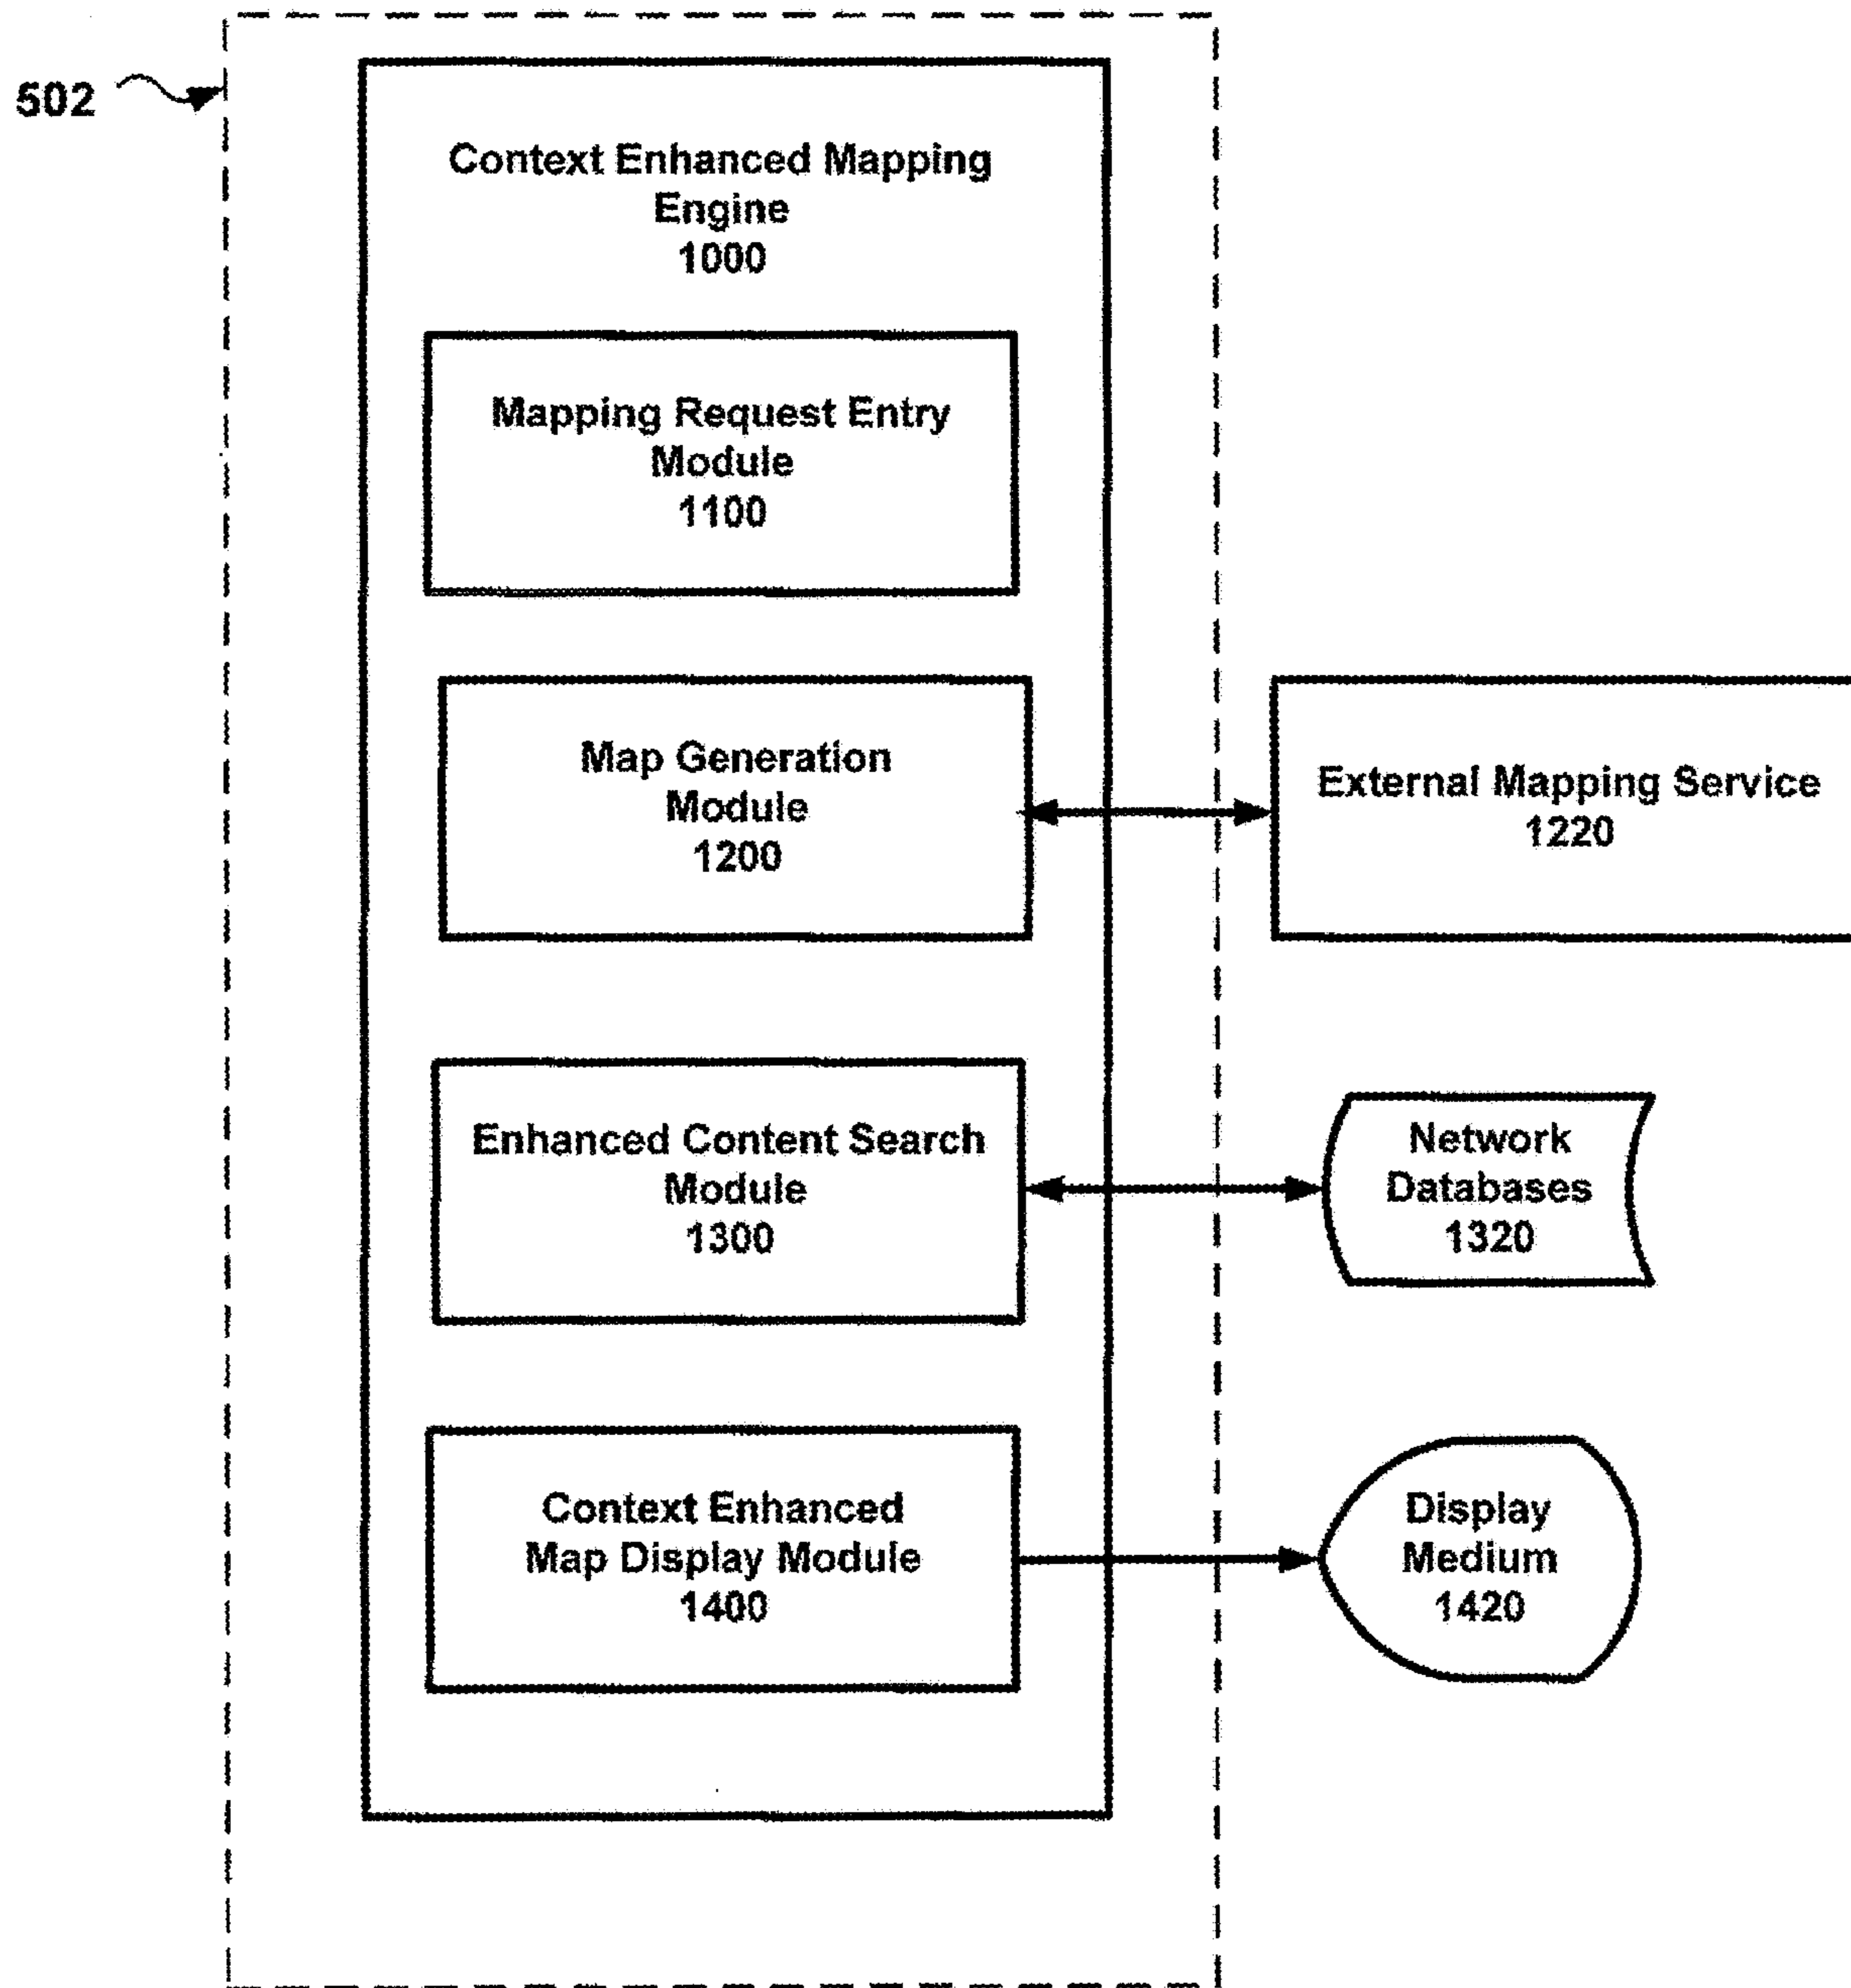 502
Context Enhanced Mapping
Engine
1000
Mapping Request Entry
Module
1100
Map Generation
Module
1200
External Mapping Service
1220
Enhanced Content Search
Module
1300
Network
Databases
1320
Context Enhanced
Map Display Module
1400
Display
Medium
1420